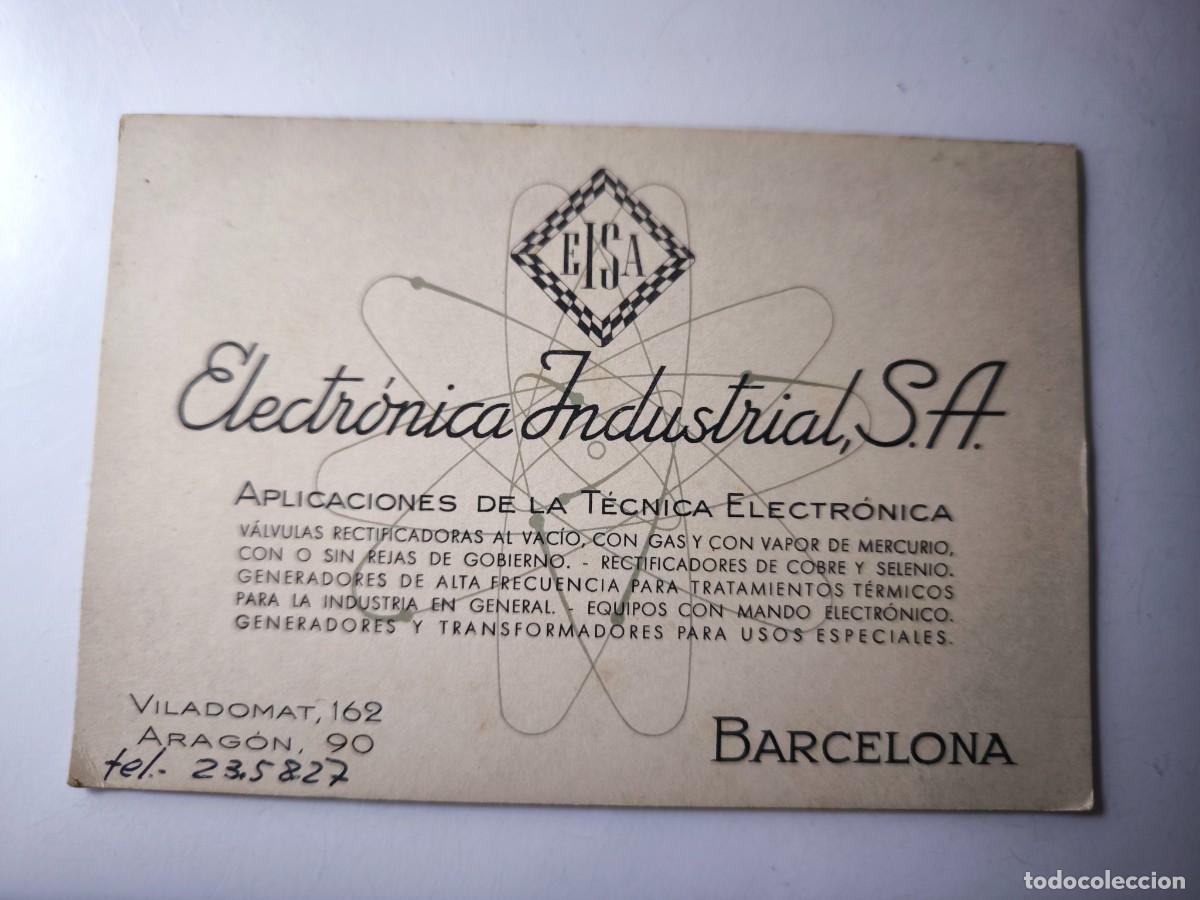 EISA
Electrónica Industrial, S.A.
APLICACIONES DE LA TÉCNICA ELECTRÓNICA
VÁLVULAS RECTIFICADORAS AL VACÍO, CON GAS Y CON VAPOR DE MERCURIO,
CON O SIN REJAS DE GOBIERNO. - RECTIFICADORES DE COBRE Y SELENIO.
GENERADORES DE ALTA FRECUENCIA PARA TRATAMIENTOS TÉRMICOS
PARA LA INDUSTRIA EN GENERAL. - EQUIPOS CON MANDO ELECTRÓNICO.
GENERADORES Y TRANSFORMADORES PARA USOS ESPECIALES.
VILADOMAT, 162
ARAGÓN, 90
tel.- 23.5827
BARCELONA
todocoleccion